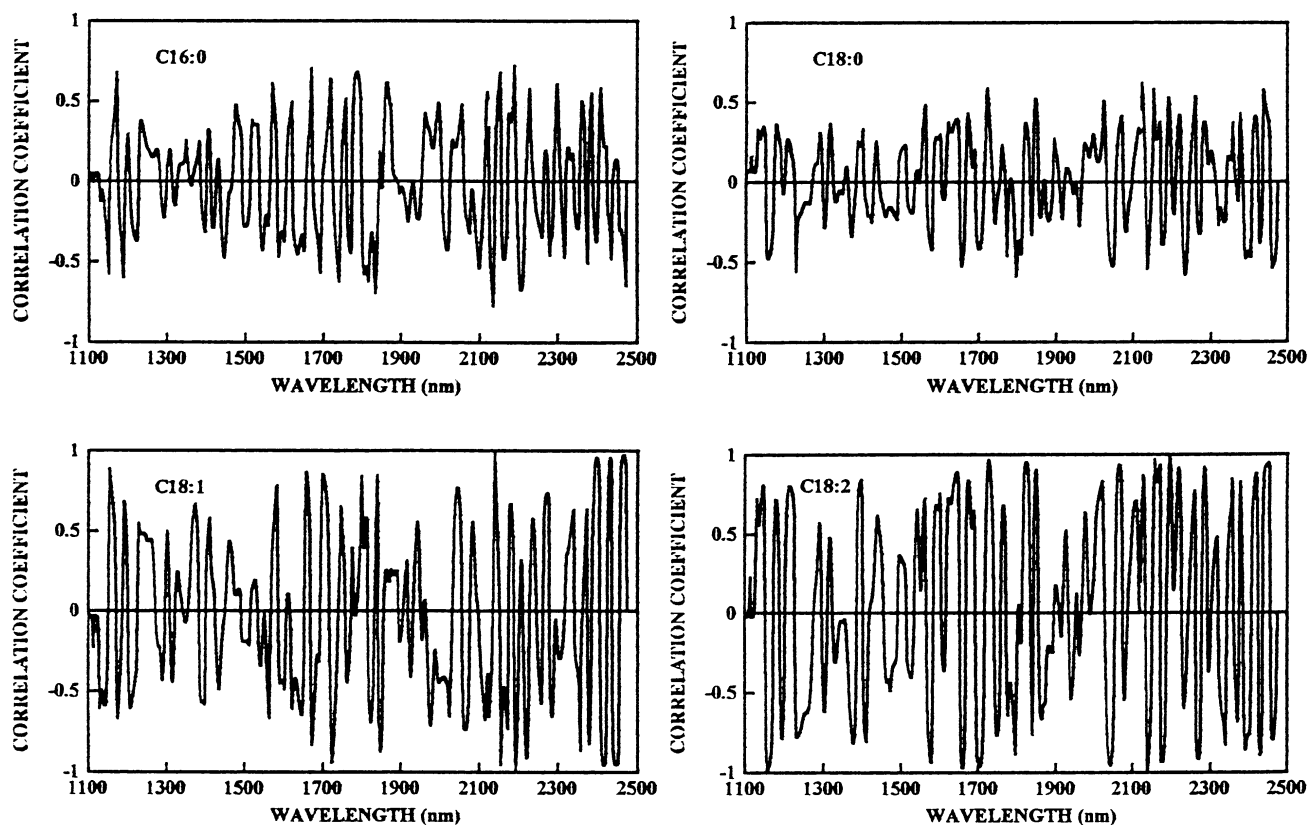 C16:0
CORRELATION COEFFICIENT
1
0.5
0
-0.5
-1
1100 1300 1500 1700 1900 2100 2300 2500
WAVELENGTH (nm)
C18:0
CORRELATION COEFFICIENT
1
0.5
0
-0.5
-1
1100 1300 1500 1700 1900 2100 2300 2500
WAVELENGTH (nm)
C18:1
CORRELATION COEFFICIENT
1
0.5
0
-0.5
-1
1100 1300 1500 1700 1900 2100 2300 2500
WAVELENGTH (nm)
C18:2
CORRELATION COEFFICIENT
1
0.5
0
-0.5
-1
1100 1300 1500 1700 1900 2100 2300 2500
WAVELENGTH (nm)